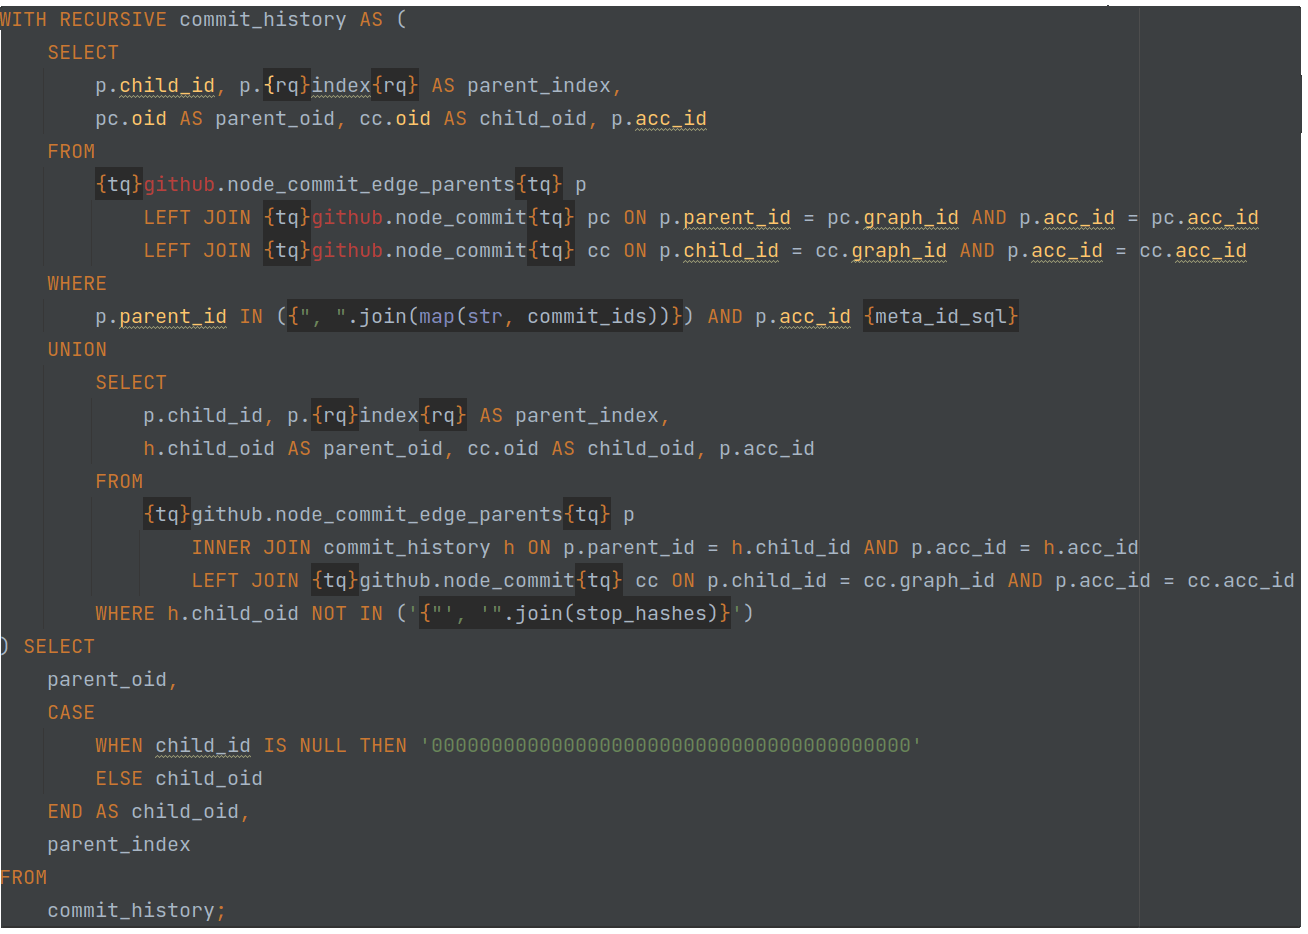 WITH RECURSIVE commit_history AS (
    SELECT
        p.child_id, p.{rq}index{rq} AS parent_index,
        pc.oid AS parent_oid, cc.oid AS child_oid, p.acc_id
    FROM
        {tq}github.node_commit_edge_parents{tq} p
            LEFT JOIN {tq}github.node_commit{tq} pc ON p.parent_id = pc.graph_id AND p.acc_id = pc.acc_id
            LEFT JOIN {tq}github.node_commit{tq} cc ON p.child_id = cc.graph_id AND p.acc_id = cc.acc_id
    WHERE
        p.parent_id IN ({", ".join(map(str, commit_ids))}) AND p.acc_id {meta_id_sql}
    UNION
        SELECT
            p.child_id, p.{rq}index{rq} AS parent_index,
            h.child_oid AS parent_oid, cc.oid AS child_oid, p.acc_id
        FROM
            {tq}github.node_commit_edge_parents{tq} p
                INNER JOIN commit_history h ON p.parent_id = h.child_id AND p.acc_id = h.acc_id
                LEFT JOIN {tq}github.node_commit{tq} cc ON p.child_id = cc.graph_id AND p.acc_id = cc.acc_id
        WHERE h.child_oid NOT IN ('{"', '".join(stop_hashes)}')
) SELECT
    parent_oid,
    CASE
        WHEN child_id IS NULL THEN '0000000000000000000000000000000000000000'
        ELSE child_oid
    END AS child_oid,
    parent_index
FROM
    commit_history;